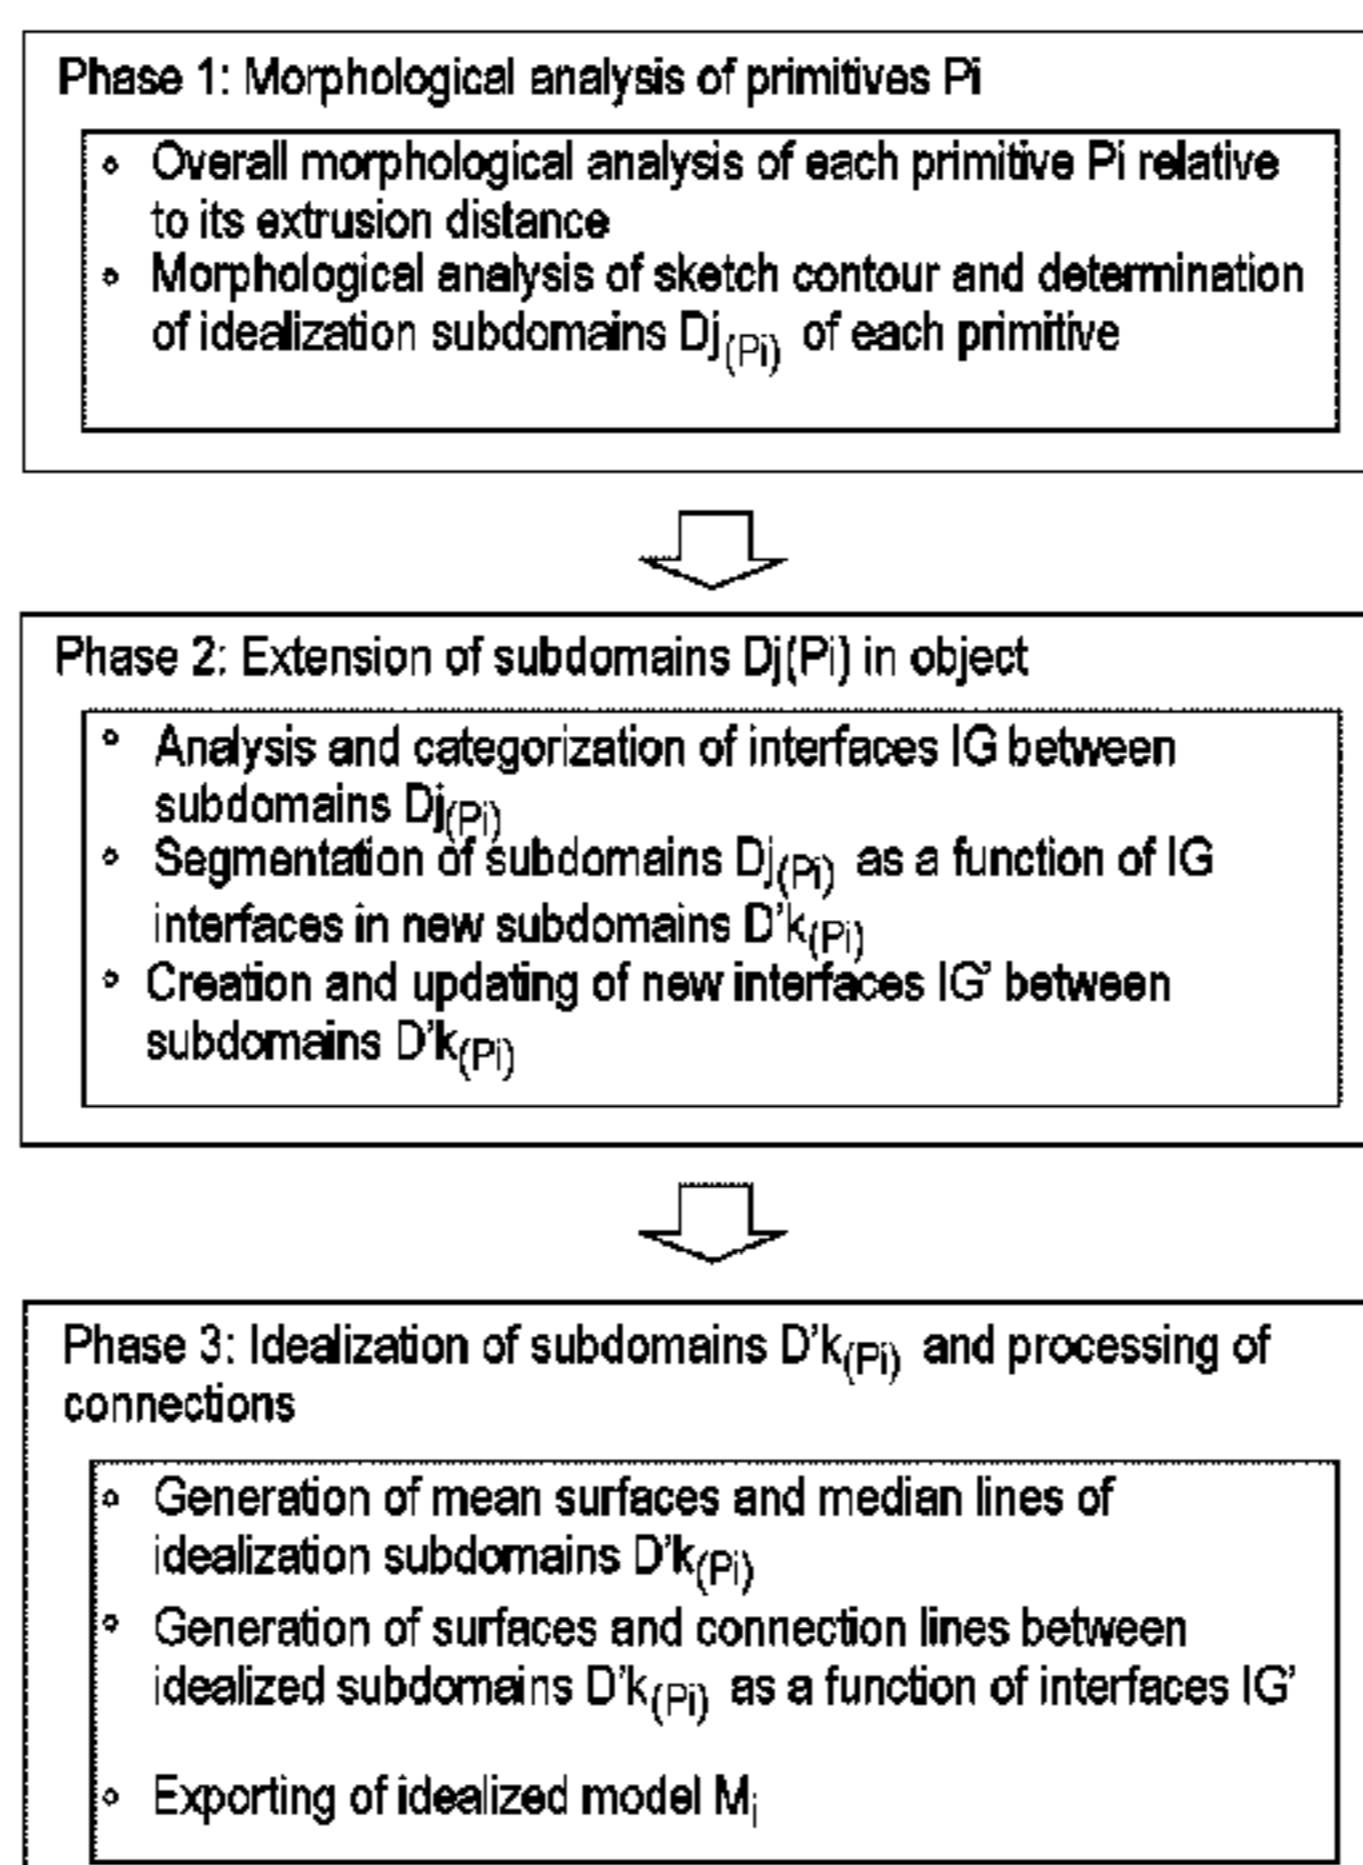 Phase 1: Morphological analysis of primitives Pi
◦ Overall morphological analysis of each primitive Pi relative
to its extrusion distance
◦ Morphological analysis of sketch contour and determination
of idealization subdomains Dj(Pi) of each primitive
Phase 2: Extension of subdomains Dj(Pi) in object
◦ Analysis and categorization of interfaces IG between
subdomains Dj(Pi)
◦ Segmentation of subdomains Dj(Pi) as a function of IG
interfaces in new subdomains D'k(Pi)
◦ Creation and updating of new interfaces IG' between
subdomains D'k(Pi)
Phase 3: Idealization of subdomains D'k(Pi) and processing of
connections
◦ Generation of mean surfaces and median lines of
idealization subdomains D'k(Pi)
◦ Generation of surfaces and connection lines between
idealized subdomains D'k(Pi) as a function of interfaces IG'
◦ Exporting of idealized model Mi